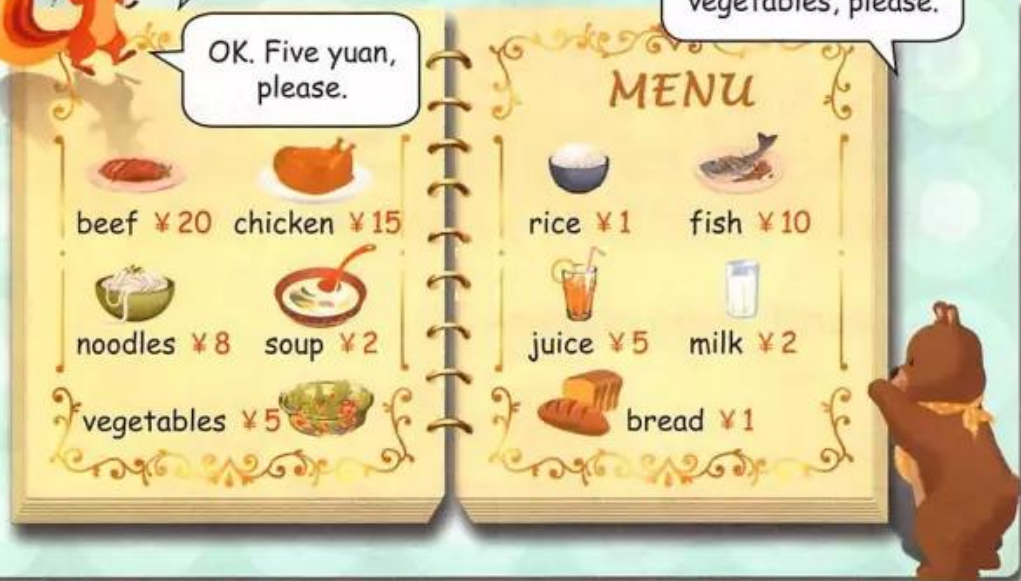 vegetables, please.
OK. Five yuan,
please.
MENU
beef ¥20 chicken ¥15
noodles ¥8 soup ¥2
vegetables ¥5
rice ¥1 fish ¥10
juice ¥5 milk ¥2
bread ¥1